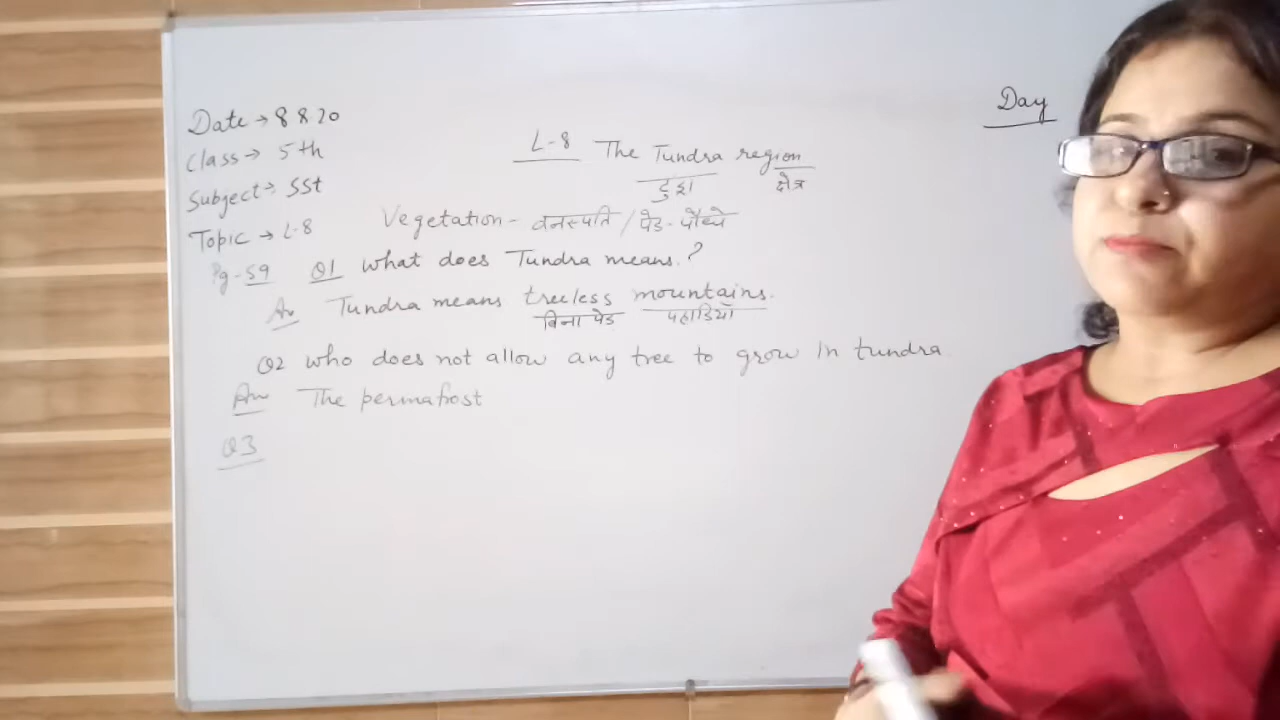 Day
Date → 8 8 20
L-8 The Tundra region
टुंड्रा क्षेत्र
Class → 5th
Subject → SSt
Topic → L-8
Vegetation - वनस्पति / पेड़-पौधे
Pg-59 Q1 what does Tundra means.?
An Tundra means treeless mountains.
बिना पेड पहाडियाँ
Q2 who does not allow any tree to grow in tundra
An The permafrost
Q3